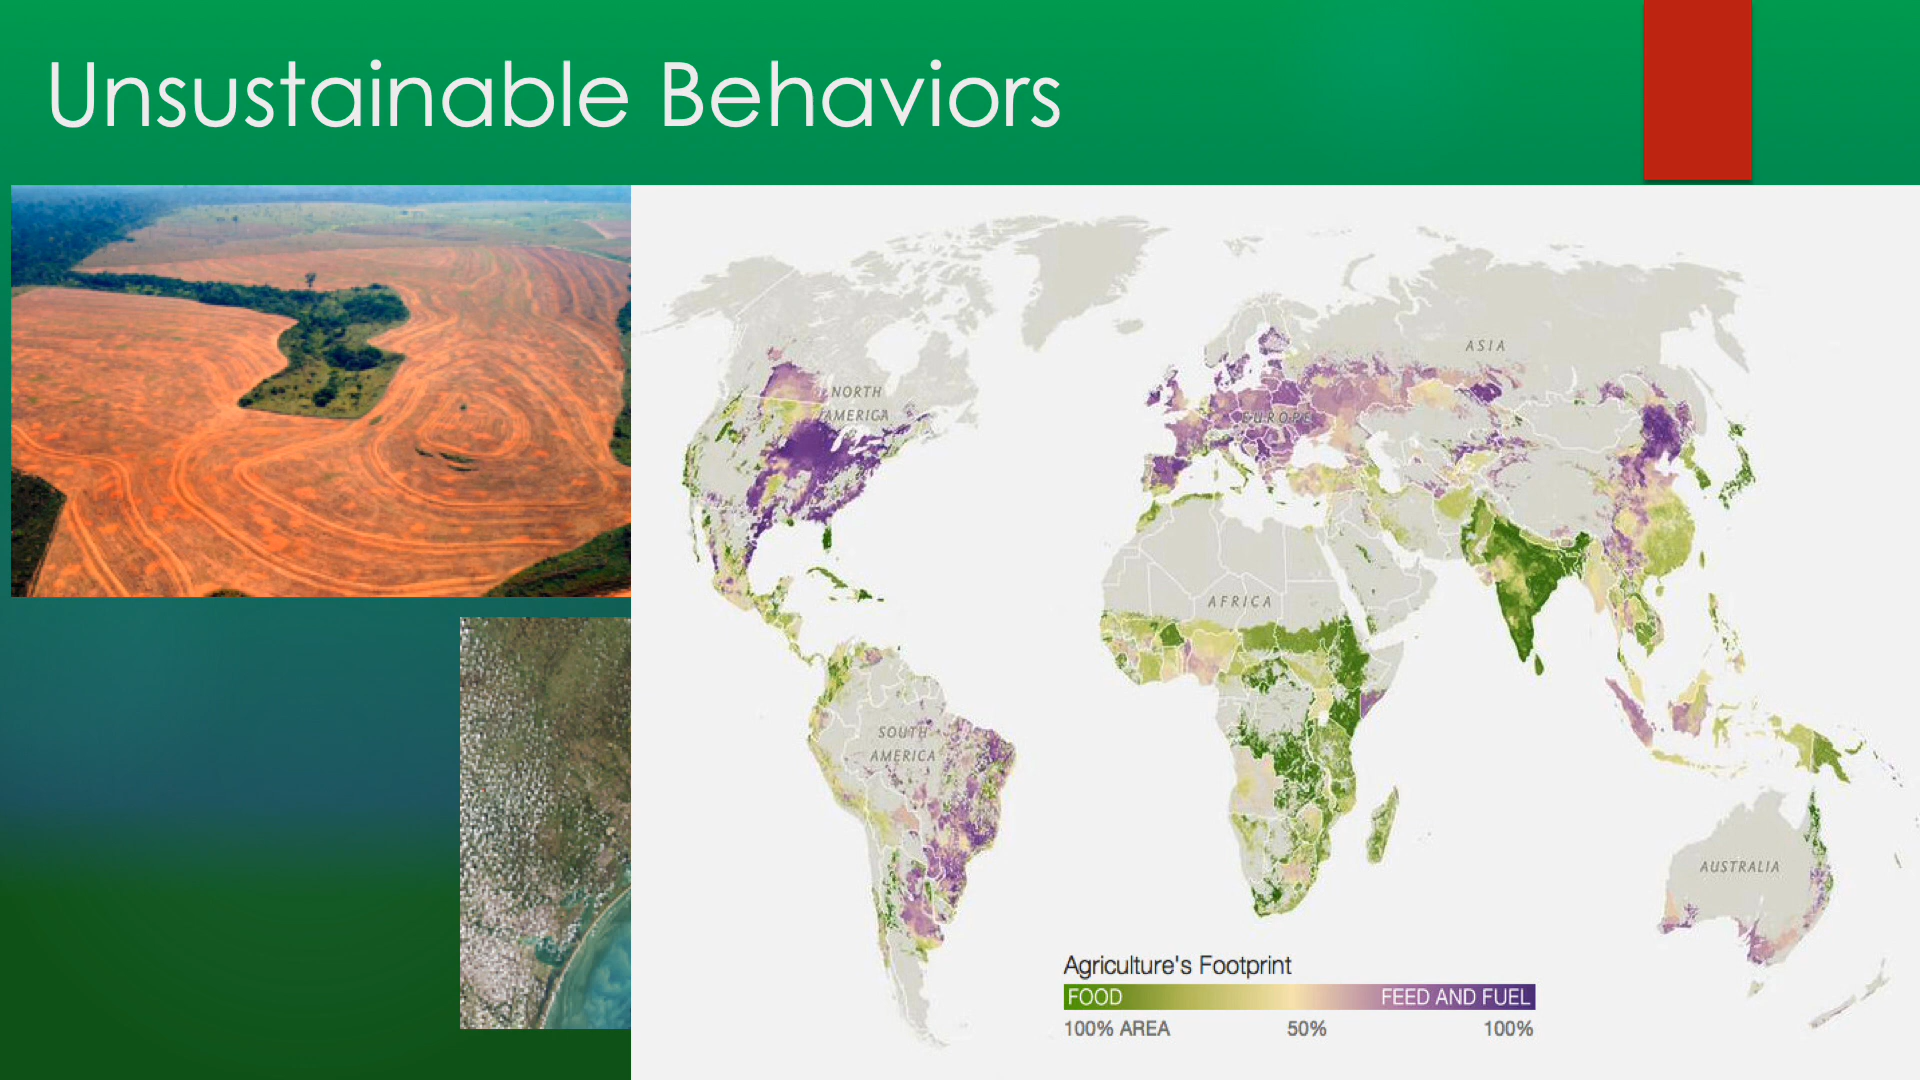 Unsustainable Behaviors
ASIA
NORTH
AMERICA
EUROPE
AFRICA
SOUTH
AMERICA
AUSTRALIA
Agriculture's Footprint
FOOD FEED AND FUEL
100% AREA 50% 100%